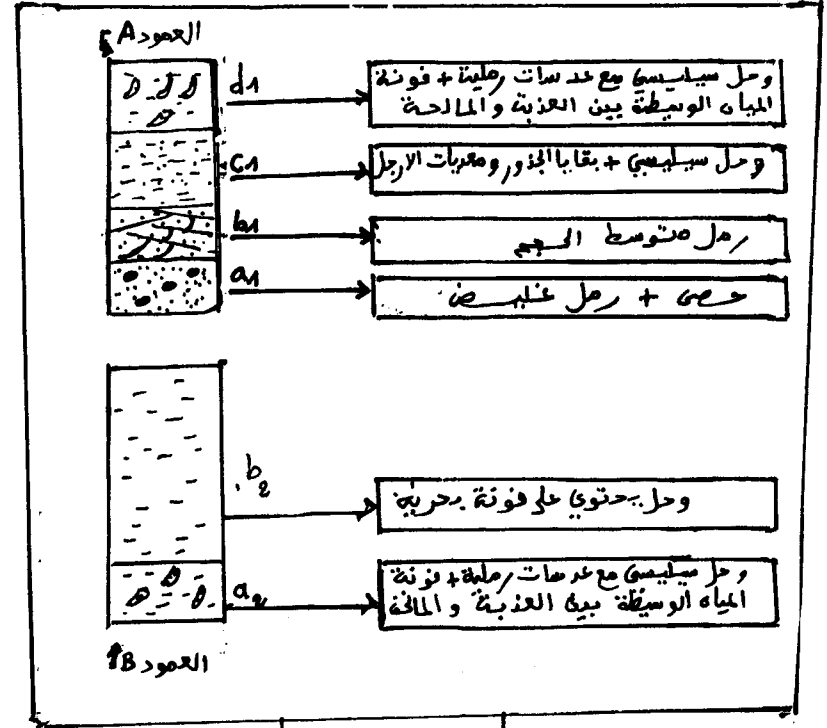 العمود A
d1
وحل سيليسي مع عدسات رملية + فونة
المياه الوسيطة بين العذبة و المالحة
c1
وحل سيليسي + بقايا الجذور ومعديات الارجل
b1
رمل متوسط الحجم
a1
حصى + رمل غليض
b2
وحل يحتوي على فونة بحرية
a2
وحل سيليسي مع عدسات رملية + فونة
المياه الوسيطة بين العذبة و المالحة
العمود B